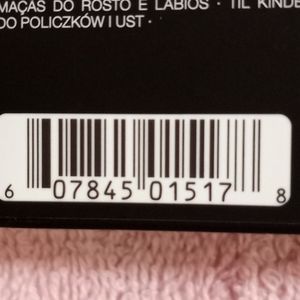 MAÇAS DO ROSTO E LÁBIOS · TIL KINDE
DO POLICZKÓW I UST ·
6 07845 01517 8